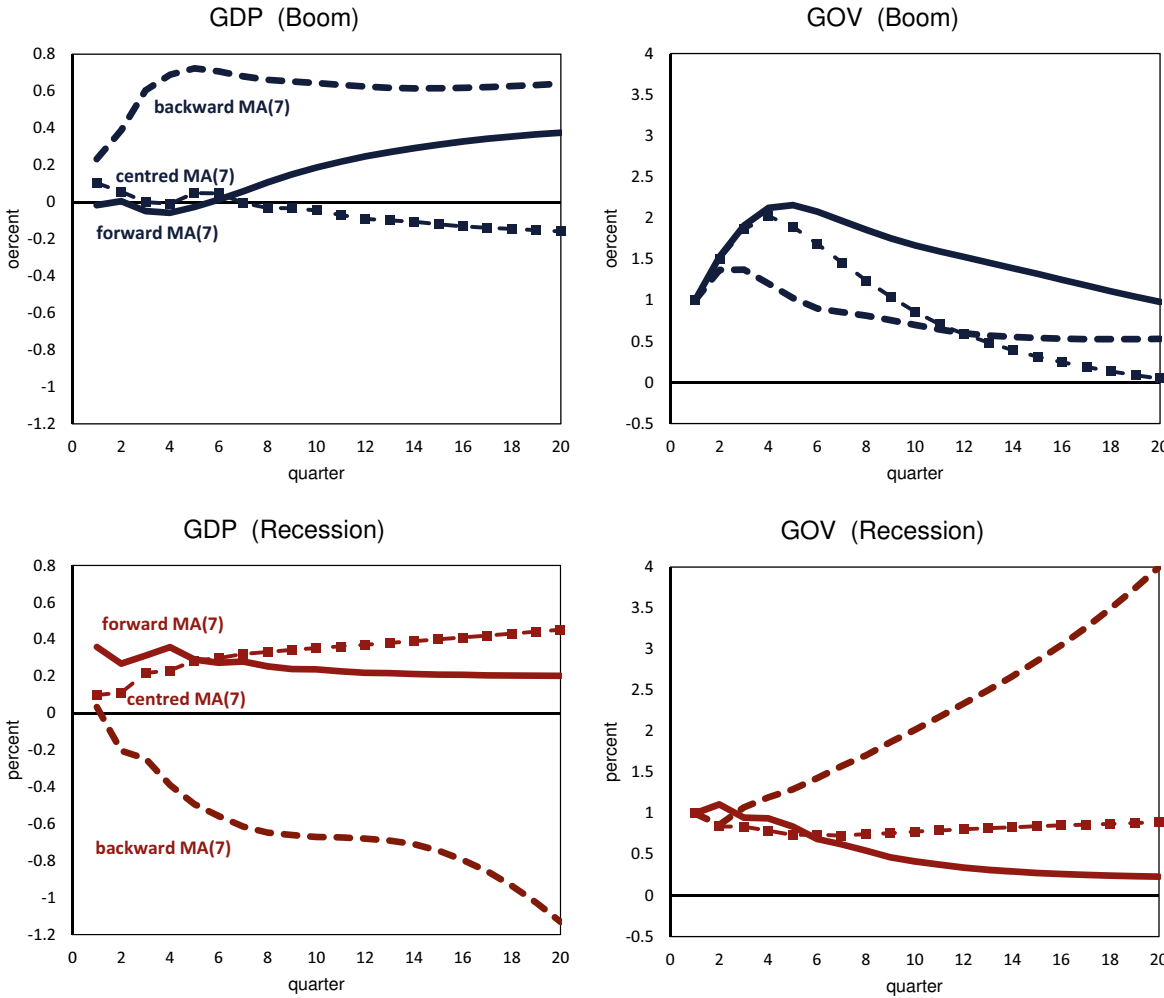 GDP (Boom)
0.8
0.6
0.4
0.2
0
-0.2
-0.4
-0.6
-0.8
-1
-1.2
oercent
backward MA(7)
centred MA(7)
forward MA(7)
0 2 4 6 8 10 12 14 16 18 20
quarter
GOV (Boom)
4
3.5
3
2.5
2
1.5
1
0.5
0
-0.5
oercent
0 2 4 6 8 10 12 14 16 18 20
quarter
GDP (Recession)
0.8
0.6
0.4
0.2
0
-0.2
-0.4
-0.6
-0.8
-1
-1.2
percent
forward MA(7)
centred MA(7)
backward MA(7)
0 2 4 6 8 10 12 14 16 18 20
quarter
GOV (Recession)
4
3.5
3
2.5
2
1.5
1
0.5
0
-0.5
percent
0 2 4 6 8 10 12 14 16 18 20
quarter